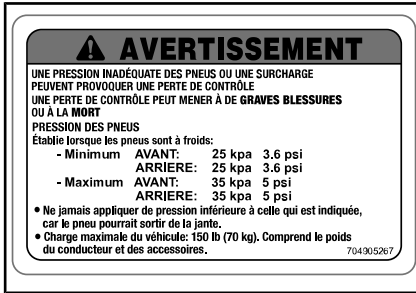 AVERTISSEMENT
UNE PRESSION INADÉQUATE DES PNEUS OU UNE SURCHARGE
PEUVENT PROVOQUER UNE PERTE DE CONTRÔLE
UNE PERTE DE CONTRÔLE PEUT MENER À DE GRAVES BLESSURES
OU À LA MORT
PRESSION DES PNEUS
Établie lorsque les pneus sont à froids:
- Minimum AVANT: 25 kpa 3.6 psi
ARRIÈRE: 25 kpa 3.6 psi
- Maximum AVANT: 35 kpa 5 psi
ARRIÈRE: 35 kpa 5 psi
• Ne jamais appliquer de pression inférieure à celle qui est indiquée,
car le pneu pourrait sortir de la jante.
• Charge maximale du véhicule: 150 lb (70 kg). Comprend le poids
du conducteur et des accessoires.
704905267